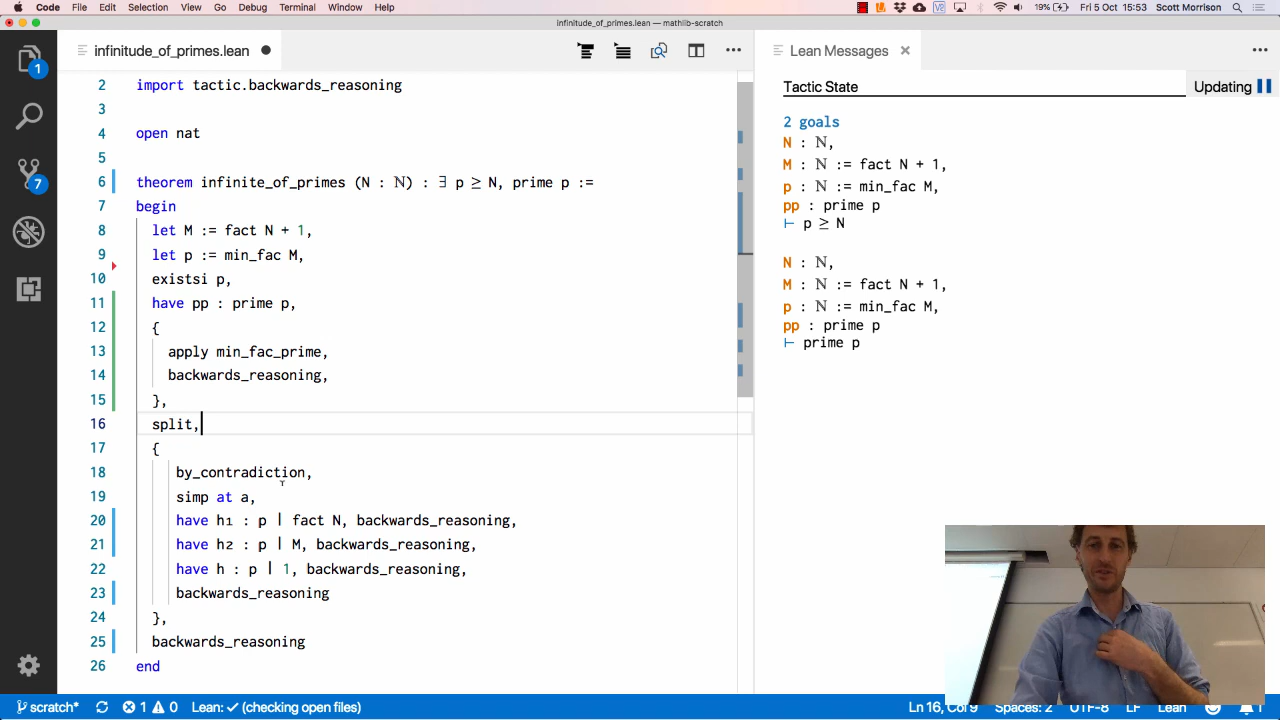 Code File Edit Selection View Go Debug Terminal Window Help
19% Fri 5 Oct 15:53 Scott Morrison
infinitude_of_primes.lean — mathlib-scratch
infinitude_of_primes.lean
2 import tactic.backwards_reasoning
3
4 open nat
5
6 theorem infinite_of_primes (N : ℕ) : ∃ p ≥ N, prime p :=
7 begin
8 let M := fact N + 1,
9 let p := min_fac M,
10 existsi p,
11 have pp : prime p,
12 {
13 apply min_fac_prime,
14 backwards_reasoning,
15 },
16 split,
17 {
18 by_contradiction,
19 simp at a,
20 have h₁ : p ∣ fact N, backwards_reasoning,
21 have h₂ : p ∣ M, backwards_reasoning,
22 have h : p ∣ 1, backwards_reasoning,
23 backwards_reasoning
24 },
25 backwards_reasoning
26 end
Lean Messages
Tactic State
Updating
2 goals
N : ℕ,
M : ℕ := fact N + 1,
p : ℕ := min_fac M,
pp : prime p
⊢ p ≥ N
N : ℕ,
M : ℕ := fact N + 1,
p : ℕ := min_fac M,
pp : prime p
⊢ prime p
1
7
scratch* 1 0 Lean: ✓ (checking open files)
Ln 16, Col 9 Spaces: 2 UTF-8 LF Lean 1